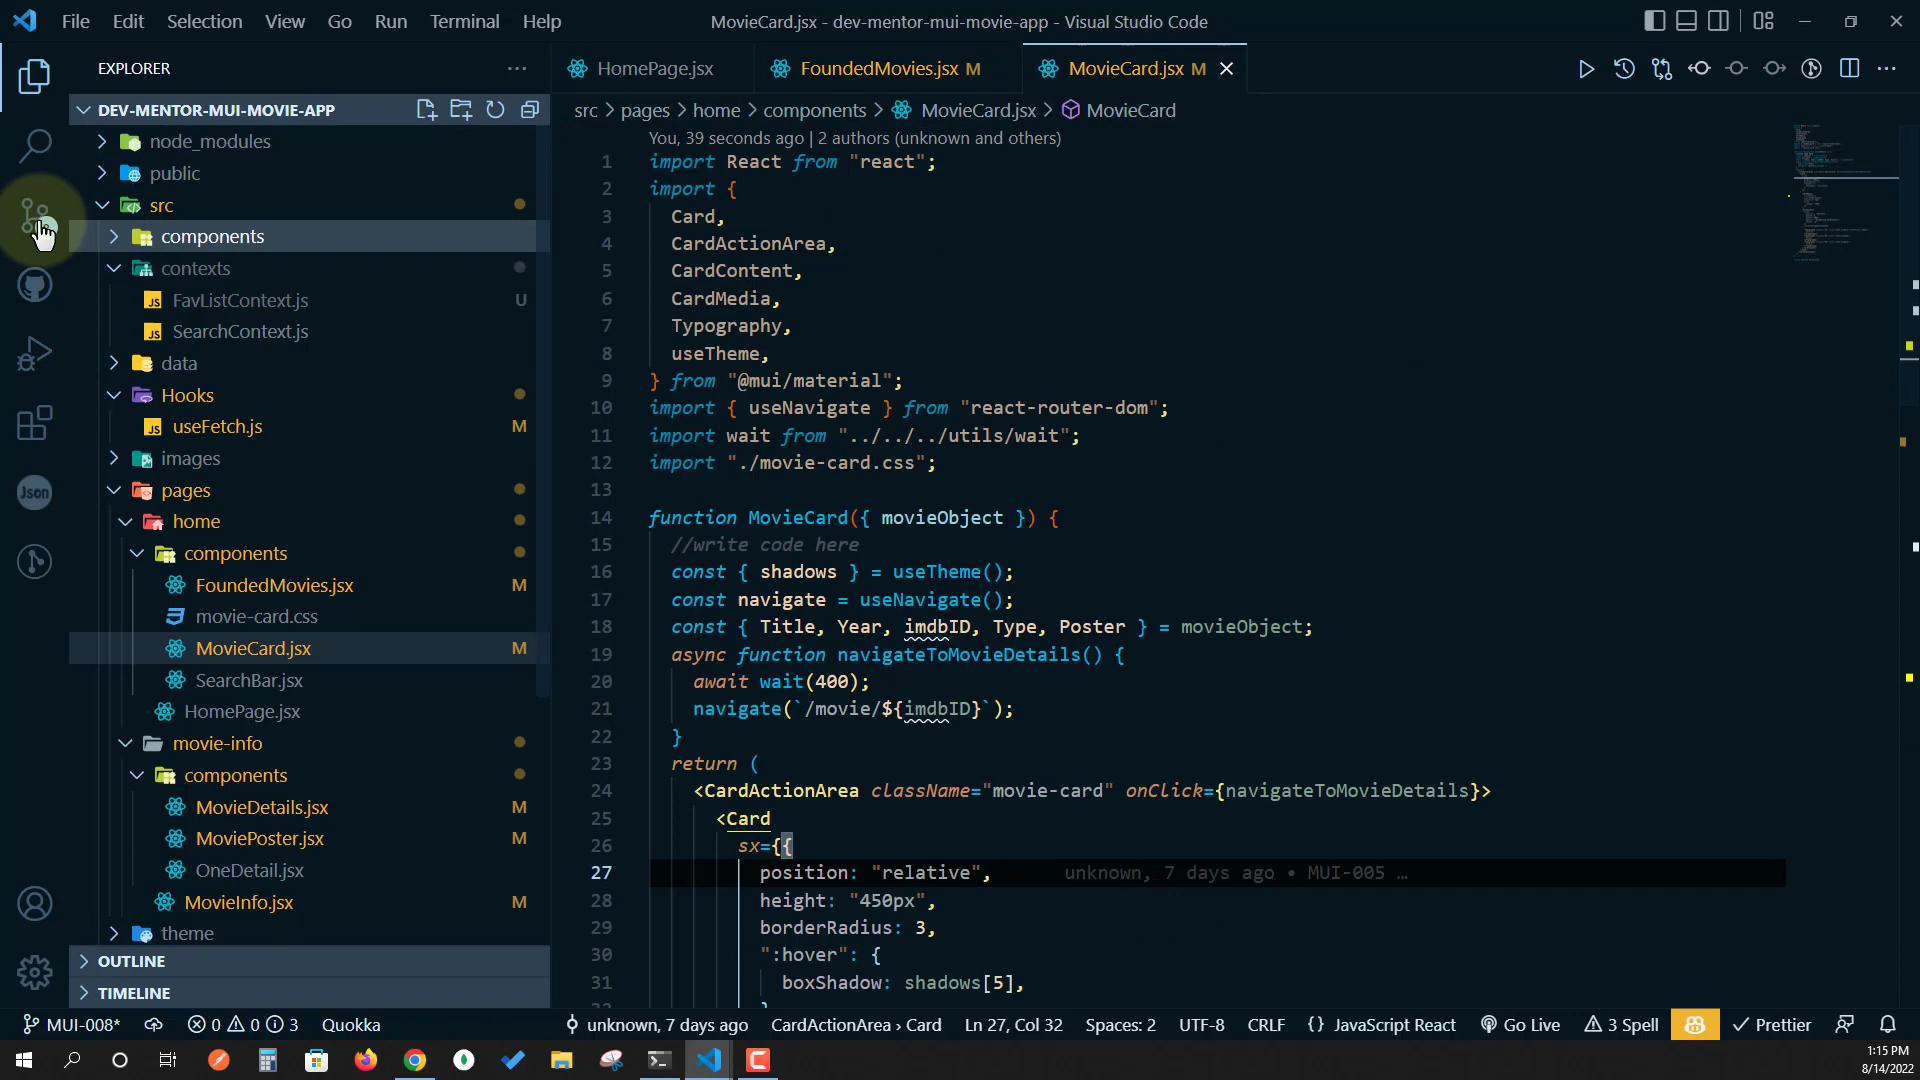 File Edit Selection View Go Run Terminal Help
MovieCard.jsx - dev-mentor-mui-movie-app - Visual Studio Code
EXPLORER
DEV-MENTOR-MUI-MOVIE-APP
node_modules
public
src
components
contexts
FavListContext.js U
SearchContext.js
data
Hooks
useFetch.js M
images
pages
home
components
FoundedMovies.jsx M
movie-card.css
MovieCard.jsx M
SearchBar.jsx
HomePage.jsx
movie-info
components
MovieDetails.jsx M
MoviePoster.jsx M
OneDetail.jsx
MovieInfo.jsx M
theme
OUTLINE
TIMELINE
Json
HomePage.jsx FoundedMovies.jsx M MovieCard.jsx M
src > pages > home > components > MovieCard.jsx > MovieCard
You, 39 seconds ago | 2 authors (unknown and others)
1 import React from "react";
2 import {
3 Card,
4 CardActionArea,
5 CardContent,
6 CardMedia,
7 Typography,
8 useTheme,
9 } from "@mui/material";
10 import { useNavigate } from "react-router-dom";
11 import wait from "../../../utils/wait";
12 import "./movie-card.css";
13
14 function MovieCard({ movieObject }) {
15 //write code here
16 const { shadows } = useTheme();
17 const navigate = useNavigate();
18 const { Title, Year, imdbID, Type, Poster } = movieObject;
19 async function navigateToMovieDetails() {
20 await wait(400);
21 navigate(`/movie/${imdbID}`);
22 }
23 return (
24 <CardActionArea className="movie-card" onClick={navigateToMovieDetails}>
25 <Card
26 sx={{
27 position: "relative", unknown, 7 days ago • MUI-005 …
28 height: "450px",
29 borderRadius: 3,
30 ":hover": {
31 boxShadow: shadows[5],
MUI-008* 0 0 3 Quokka unknown, 7 days ago CardActionArea › Card Ln 27, Col 32 Spaces: 2 UTF-8 CRLF {} JavaScript React Go Live 3 Spell Prettier
1:15 PM
8/14/2022